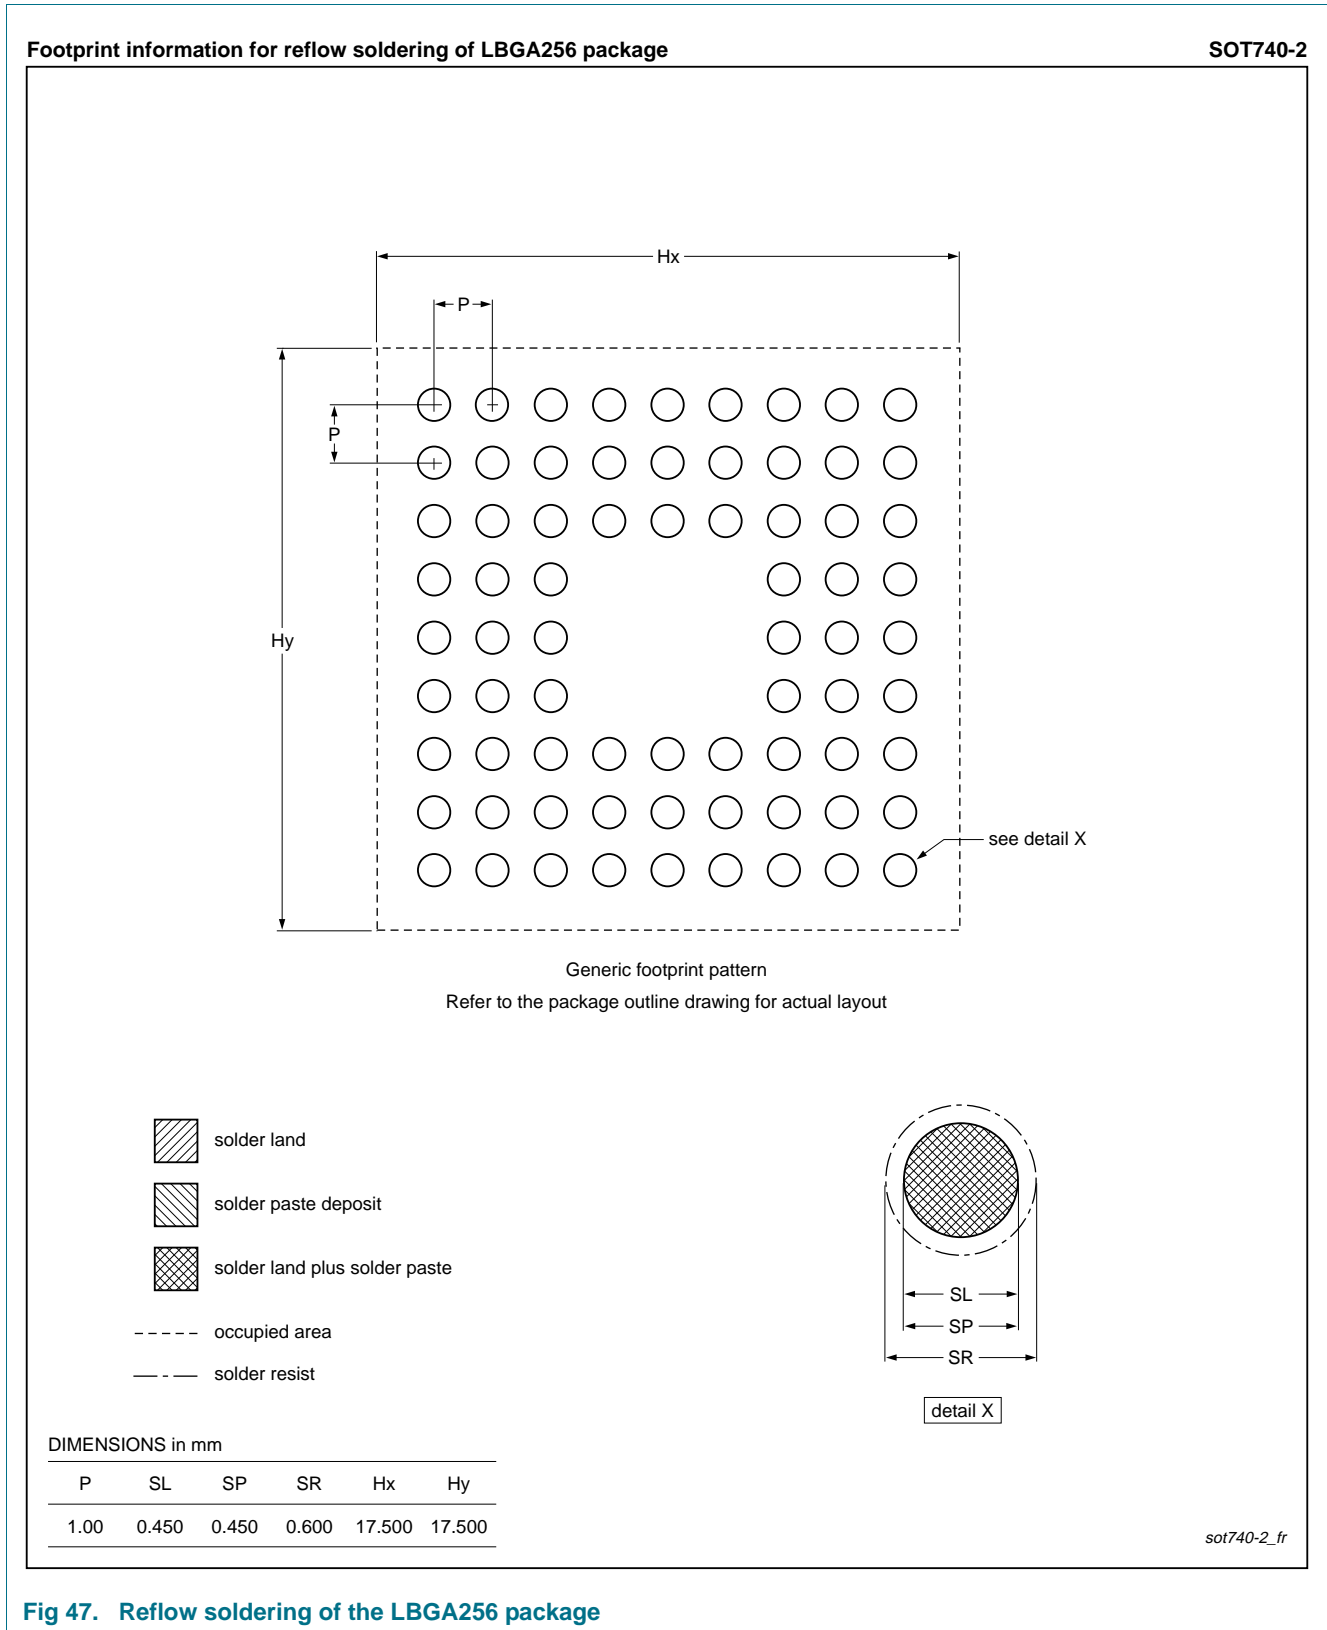 Footprint information for reflow soldering of LBGA256 package SOT740-2
Hx
P
P
Hy
see detail X
Generic footprint pattern
Refer to the package outline drawing for actual layout
solder land
solder paste deposit
solder land plus solder paste
occupied area
solder resist
SL
SP
SR
detail X
DIMENSIONS in mm
P SL SP SR Hx Hy
1.00 0.450 0.450 0.600 17.500 17.500
sot740-2_fr
Fig 47. Reflow soldering of the LBGA256 package